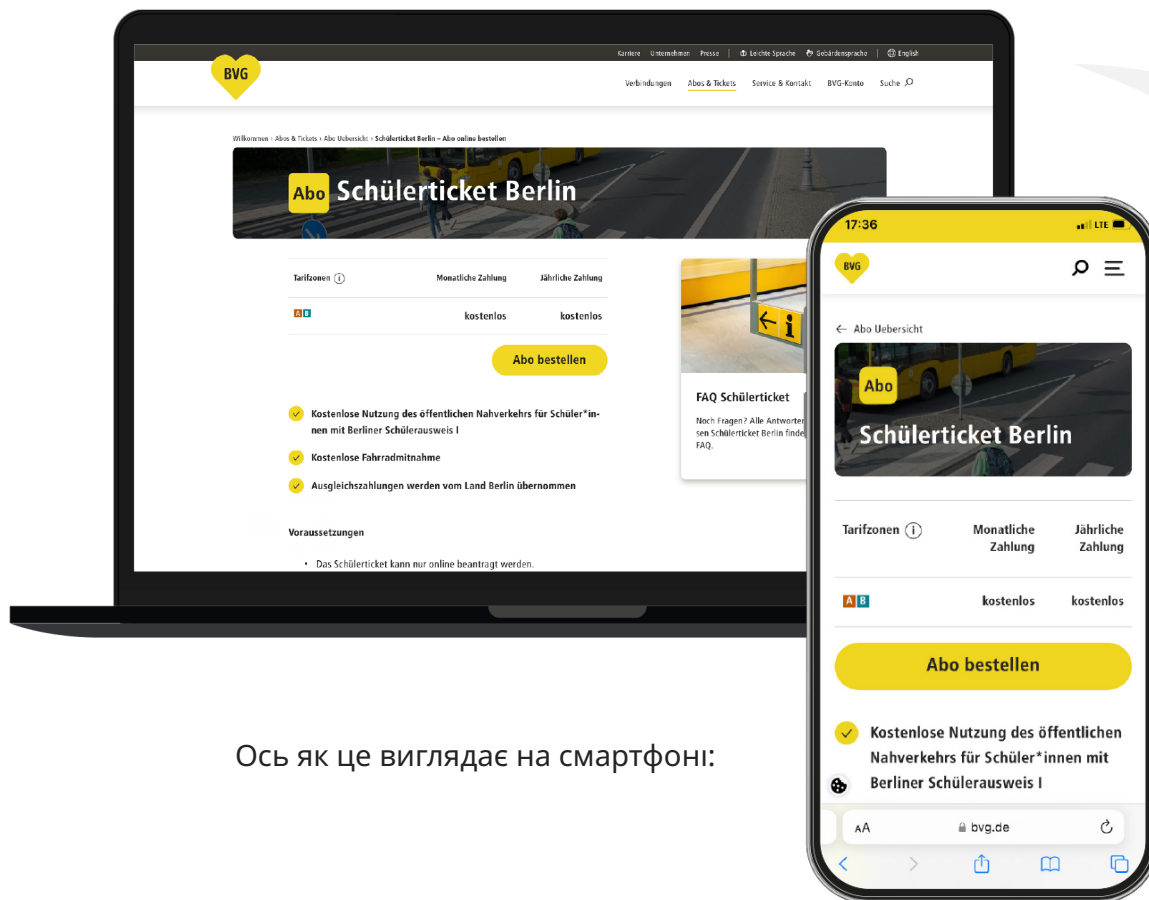 Karriere Unternehmen Presse Leichte Sprache Gebärdensprache English
BVG
Verbindungen Abos & Tickets Service & Kontakt BVG-Konto Suche
Willkommen › Abos & Tickets › Abo Uebersicht › Schülerticket Berlin – Abo online bestellen
Abo Schülerticket Berlin
Tarifzonen i Monatliche Zahlung Jährliche Zahlung
A B kostenlos kostenlos
Abo bestellen
Kostenlose Nutzung des öffentlichen Nahverkehrs für Schüler*in-
nen mit Berliner Schülerausweis I
Kostenlose Fahrradmitnahme
Ausgleichszahlungen werden vom Land Berlin übernommen
Voraussetzungen
• Das Schülerticket kann nur online beantragt werden.
i
FAQ Schülerticket
Noch Fragen? Alle Antworten
sen Schülerticket Berlin finde
FAQ.
17:36 LTE
BVG
← Abo Uebersicht
Abo
Schülerticket Berlin
Tarifzonen i Monatliche Jährliche
Zahlung Zahlung
A B kostenlos kostenlos
Abo bestellen
Kostenlose Nutzung des öffentlichen
Nahverkehrs für Schüler*innen mit
Berliner Schülerausweis I
AA bvg.de
Ось як це виглядає на смартфоні: